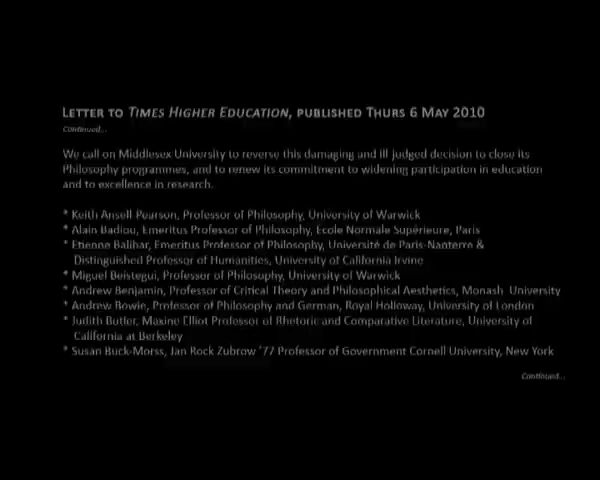 Letter to Times Higher Education, published Thurs 6 May 2010
Continued...
We call on Middlesex University to reverse this damaging and ill judged decision to close its
Philosophy programmes, and to renew its commitment to widening participation in education
and to excellence in research.
* Keith Ansell Pearson, Professor of Philosophy, University of Warwick
* Alain Badiou, Emeritus Professor of Philosophy, Ecole Normale Supérieure, Paris
* Etienne Balibar, Emeritus Professor of Philosophy, Université de Paris-Nanterre &
Distinguished Professor of Humanities, University of California Irvine
* Miguel Beistegui, Professor of Philosophy, University of Warwick
* Andrew Benjamin, Professor of Critical Theory and Philosophical Aesthetics, Monash University
* Andrew Bowie, Professor of Philosophy and German, Royal Holloway, University of London
* Judith Butler, Maxine Elliot Professor of Rhetoric and Comparative Literature, University of
California at Berkeley
* Susan Buck-Morss, Jan Rock Zubrow '77 Professor of Government Cornell University, New York
Continued...